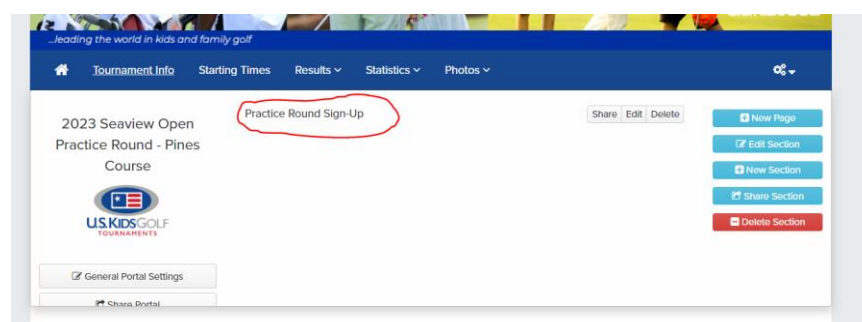 ...leading the world in kids and family golf
Tournament Info Starting Times Results Statistics Photos
Practice Round Sign-Up
Share Edit Delete
2023 Seaview Open
Practice Round - Pines
Course
U.S.KIDSGOLF
TOURNAMENTS
General Portal Settings
Share Portal
New Page
Edit Section
New Section
Share Section
Delete Section